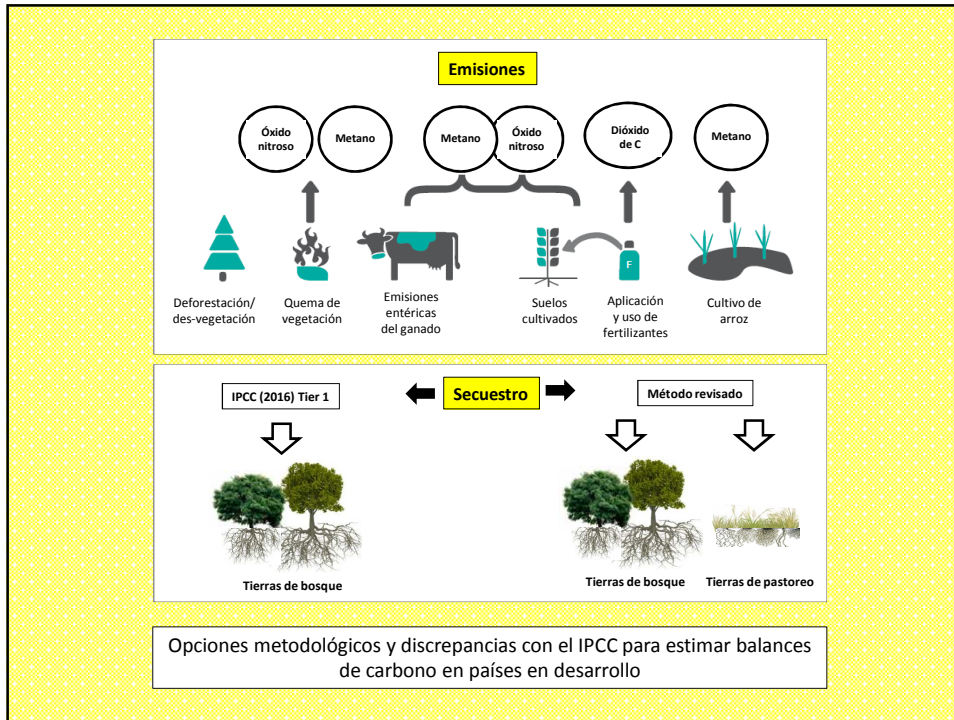 Emisiones
Óxido
nitroso
Metano
Metano
Óxido
nitroso
Dióxido
de C
Metano
F
Deforestación/
des-vegetación
Quema de
vegetación
Emisiones
entéricas
del ganado
Suelos
cultivados
Aplicación
y uso de
fertilizantes
Cultivo de
arroz
IPCC (2016) Tier 1
Secuestro
Método revisado
Tierras de bosque
Tierras de bosque
Tierras de pastoreo
Opciones metodológicos y discrepancias con el IPCC para estimar balances
de carbono en países en desarrollo